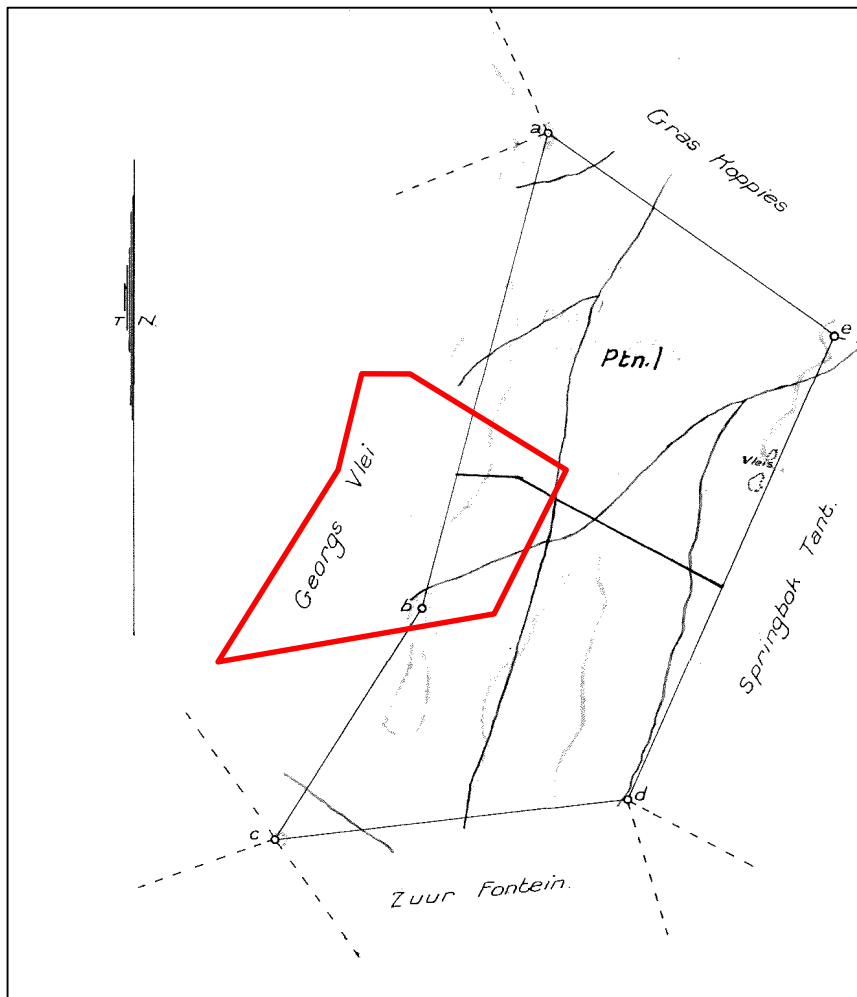 a
Gras Koppies
T N.
e
Ptn.1
Vleis
Georgs Vlei
b
Springbok Tant.
d
c
Zuur Fontein.